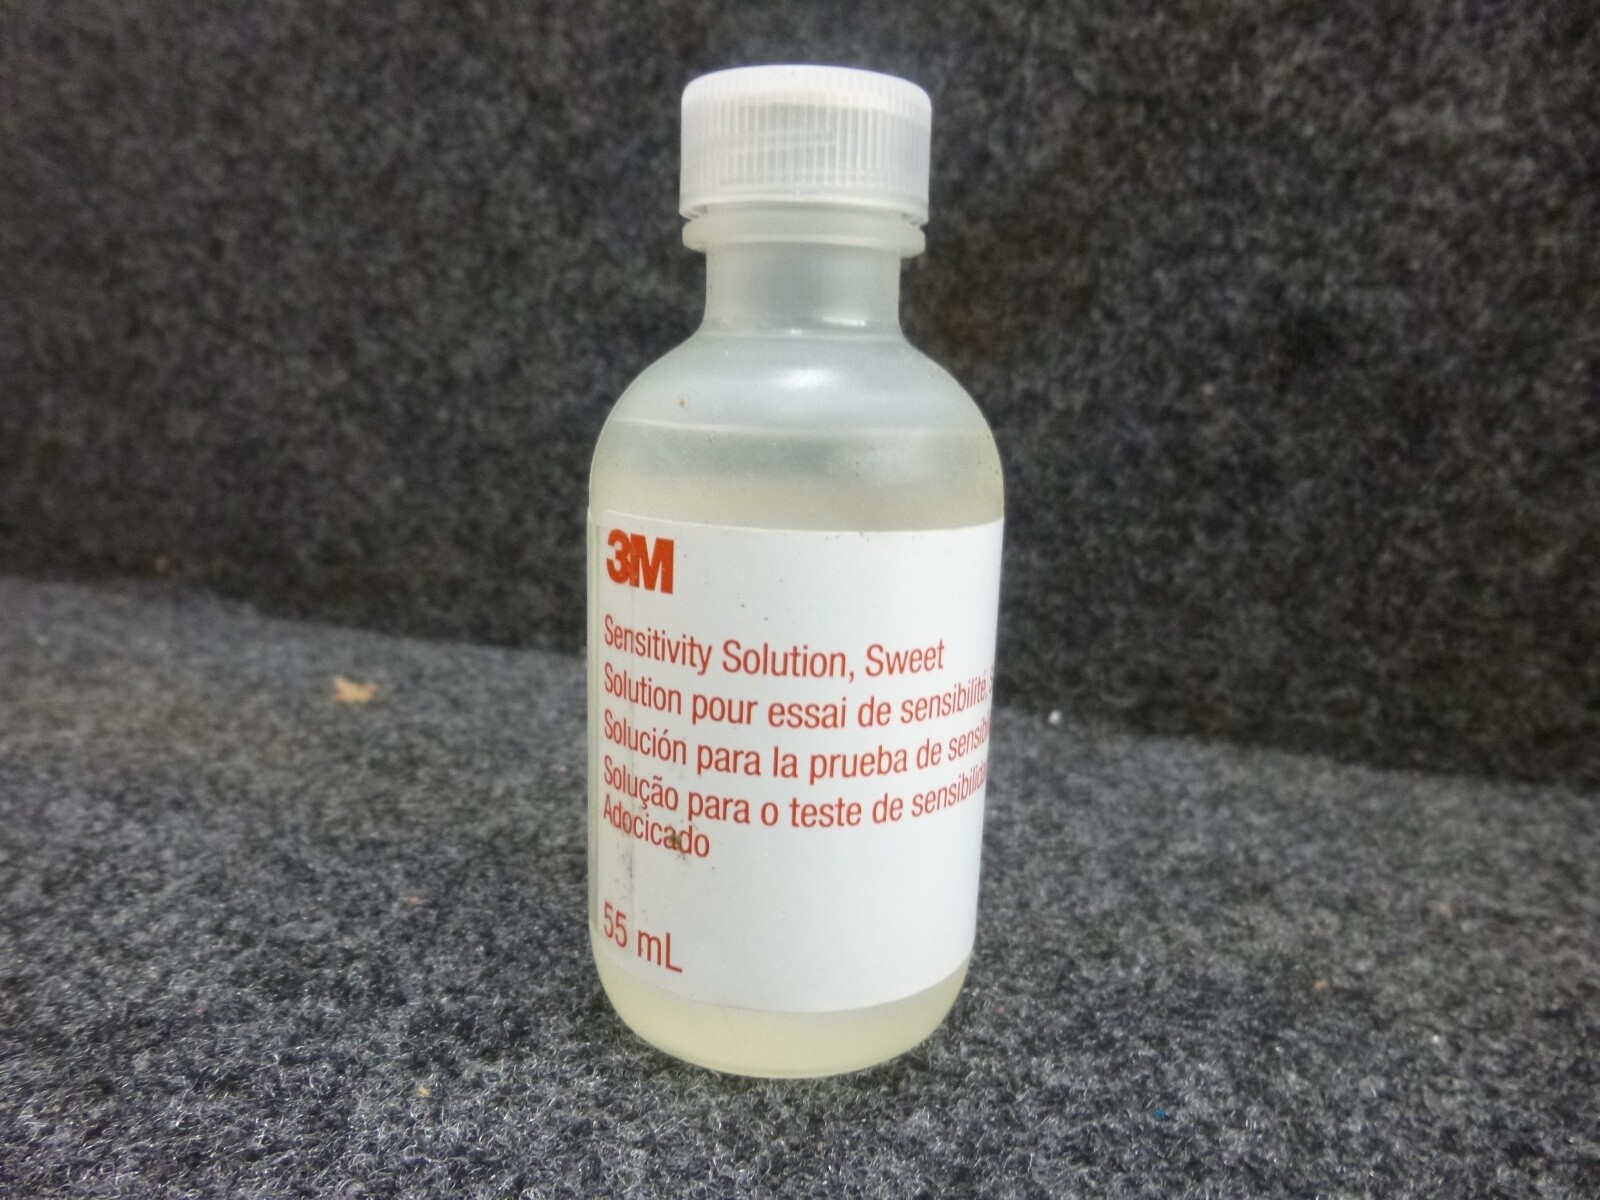 3M
Sensitivity Solution, Sweet
Solution pour essai de sensibilité,
Solución para la prueba de
Solução para o teste de
Adocicado
55 mL